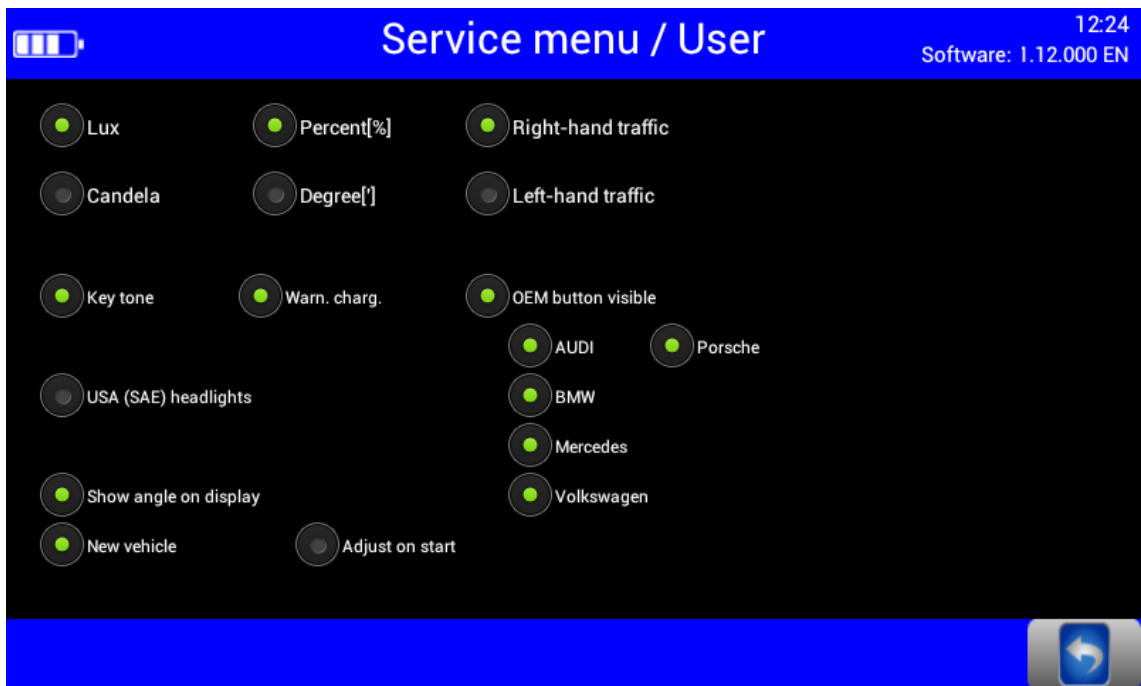 Service menu / User
12:24
Software: 1.12.000 EN
Lux
Percent[%]
Right-hand traffic
Candela
Degree[']
Left-hand traffic
Key tone
Warn. charg.
OEM button visible
AUDI
Porsche
USA (SAE) headlights
BMW
Mercedes
Show angle on display
Volkswagen
New vehicle
Adjust on start